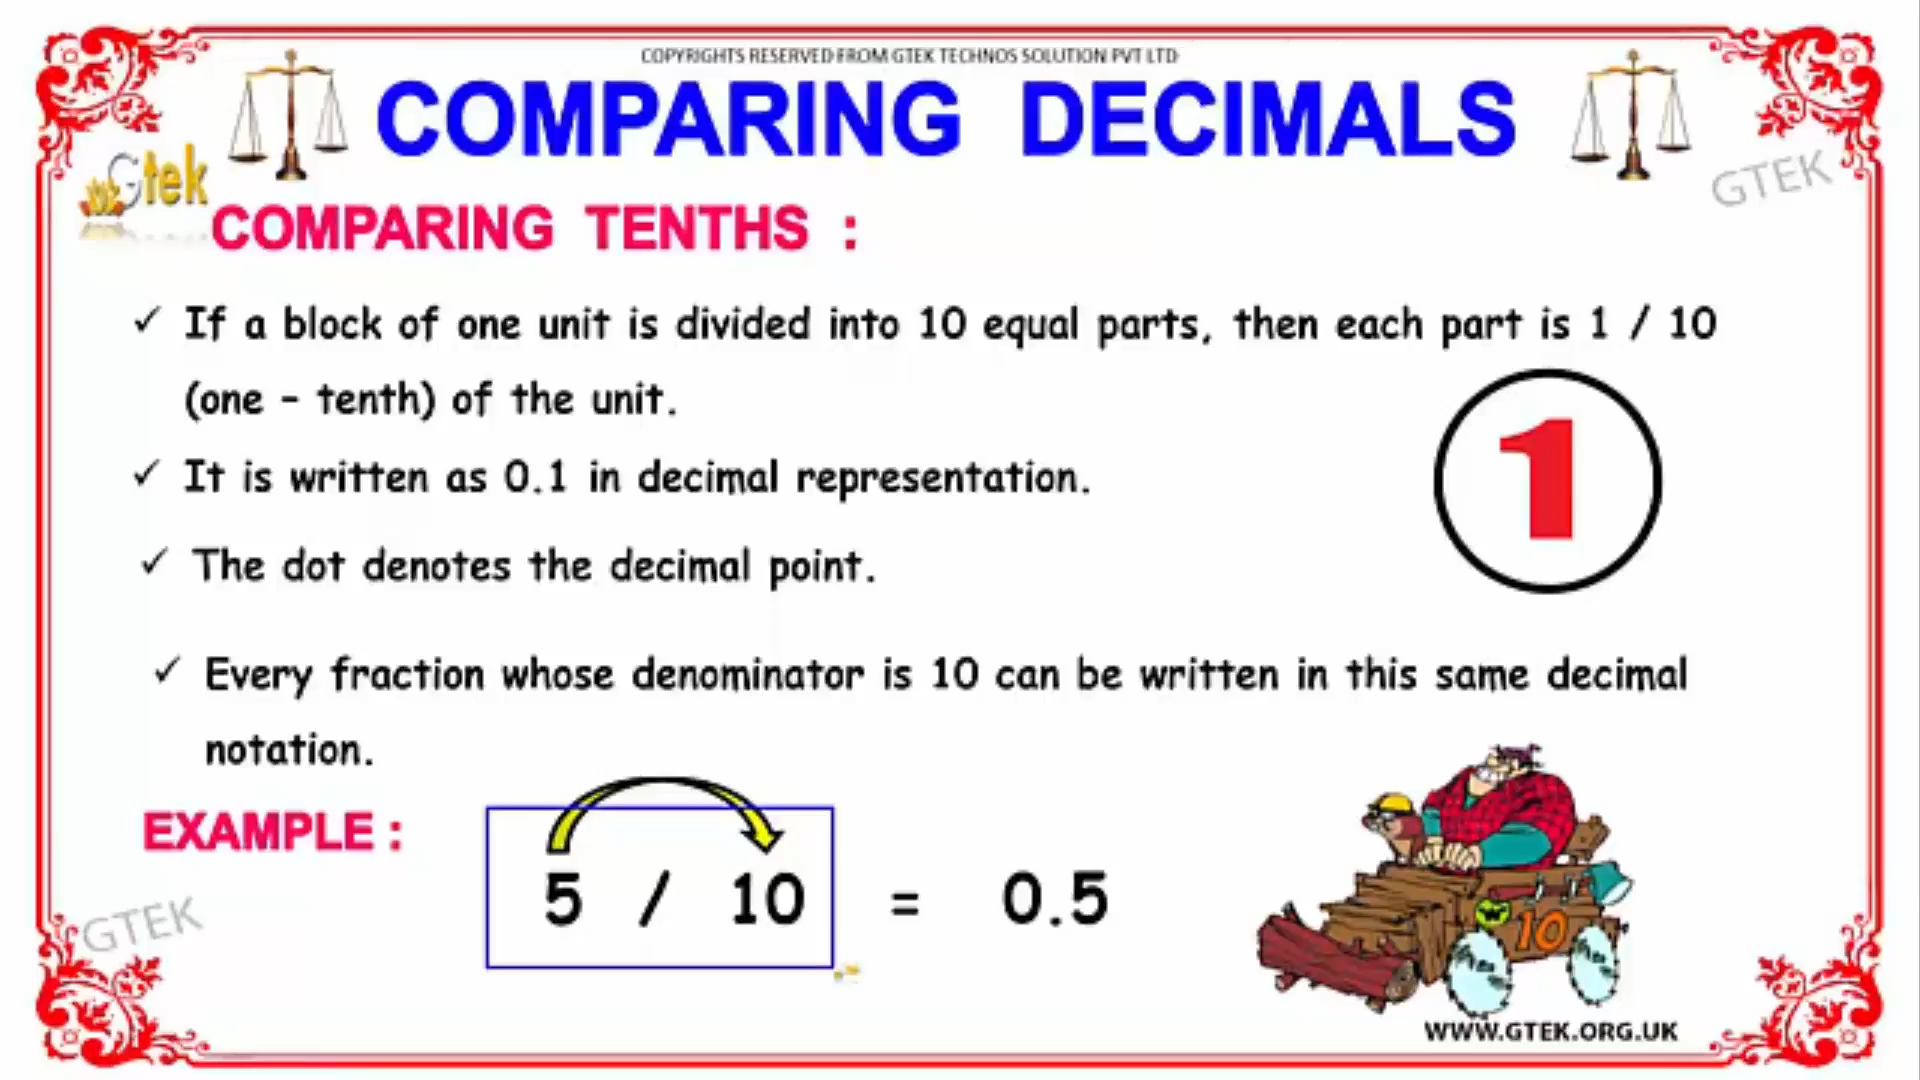 COPYRIGHTS RESERVED FROM GTEK TECHNOS SOLUTION PVT LTD
COMPARING DECIMALS
Gtek
GTEK
COMPARING TENTHS :
✓ If a block of one unit is divided into 10 equal parts, then each part is 1 / 10
(one – tenth) of the unit.
1
✓ It is written as 0.1 in decimal representation.
✓ The dot denotes the decimal point.
✓ Every fraction whose denominator is 10 can be written in this same decimal
notation.
EXAMPLE :
5 / 10 = 0.5
10
GTEK
WWW.GTEK.ORG.UK